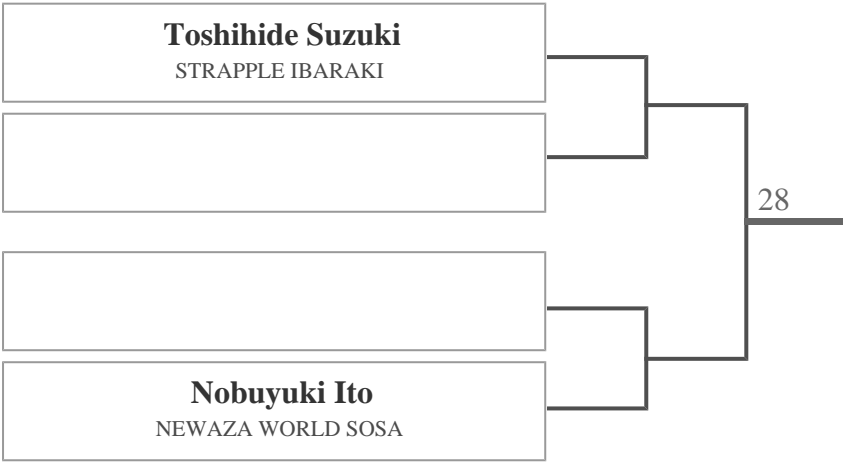 Toshihide Suzuki
STRAPPLE IBARAKI
28
Nobuyuki Ito
NEWAZA WORLD SOSA